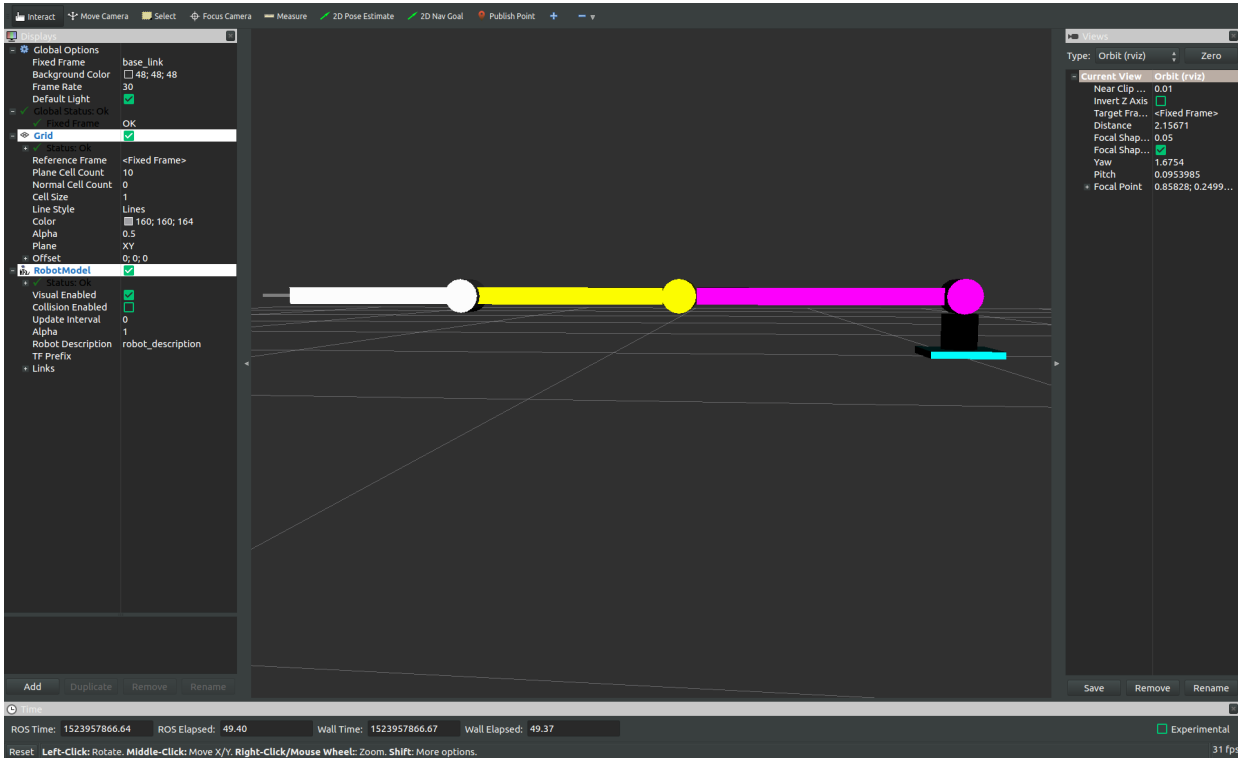 Interact Move Camera Select Focus Camera Measure 2D Pose Estimate 2D Nav Goal Publish Point
Displays
Global Options
Fixed Frame base_link
Background Color 48; 48; 48
Frame Rate 30
Default Light
Global Status: Ok
Fixed Frame OK
Grid
Status: Ok
Reference Frame <Fixed Frame>
Plane Cell Count 10
Normal Cell Count 0
Cell Size 1
Line Style Lines
Color 160; 160; 164
Alpha 0.5
Plane XY
Offset 0; 0; 0
RobotModel
Status: Ok
Visual Enabled
Collision Enabled
Update Interval 0
Alpha 1
Robot Description robot_description
TF Prefix
Links
Add Duplicate Remove Rename
Views
Type: Orbit (rviz) Zero
Current View Orbit (rviz)
Near Clip ... 0.01
Invert Z Axis
Target Fra... <Fixed Frame>
Distance 2.15671
Focal Shap... 0.05
Focal Shap...
Yaw 1.6754
Pitch 0.0953985
Focal Point 0.85828; 0.2499...
Save Remove Rename
Time
ROS Time: 1523957866.64 ROS Elapsed: 49.40 Wall Time: 1523957866.67 Wall Elapsed: 49.37 Experimental
Reset Left-Click: Rotate. Middle-Click: Move X/Y. Right-Click/Mouse Wheel:: Zoom. Shift: More options. 31 fps